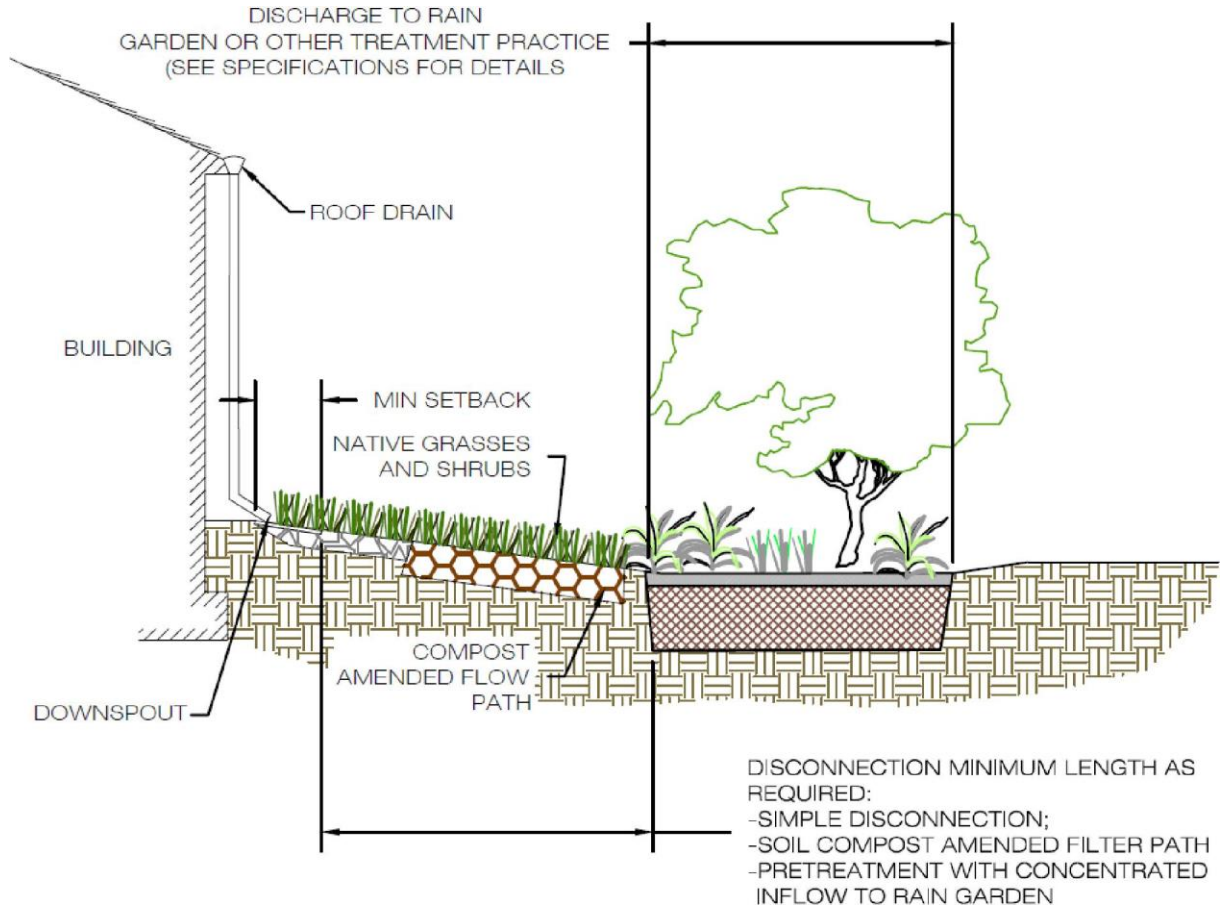 DISCHARGE TO RAIN
GARDEN OR OTHER TREATMENT PRACTICE
(SEE SPECIFICATIONS FOR DETAILS
ROOF DRAIN
BUILDING
MIN SETBACK
NATIVE GRASSES
AND SHRUBS
COMPOST
AMENDED FLOW
PATH
DOWNSPOUT
DISCONNECTION MINIMUM LENGTH AS
REQUIRED:
-SIMPLE DISCONNECTION;
-SOIL COMPOST AMENDED FILTER PATH
-PRETREATMENT WITH CONCENTRATED
INFLOW TO RAIN GARDEN